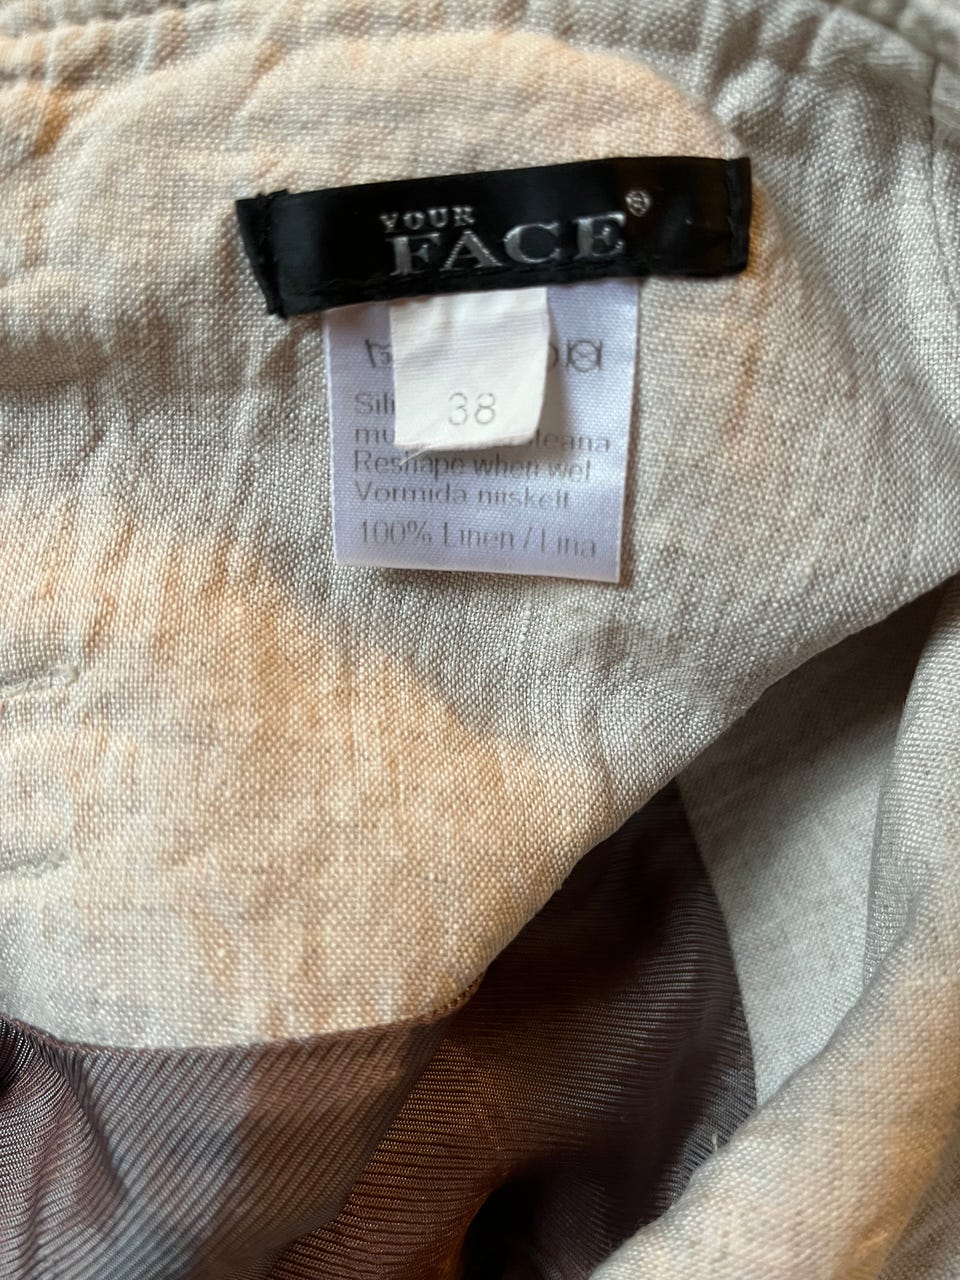 YOUR
FACE®
38
Reshape when wet
Vormida niiskelt
100% Linen / Lina